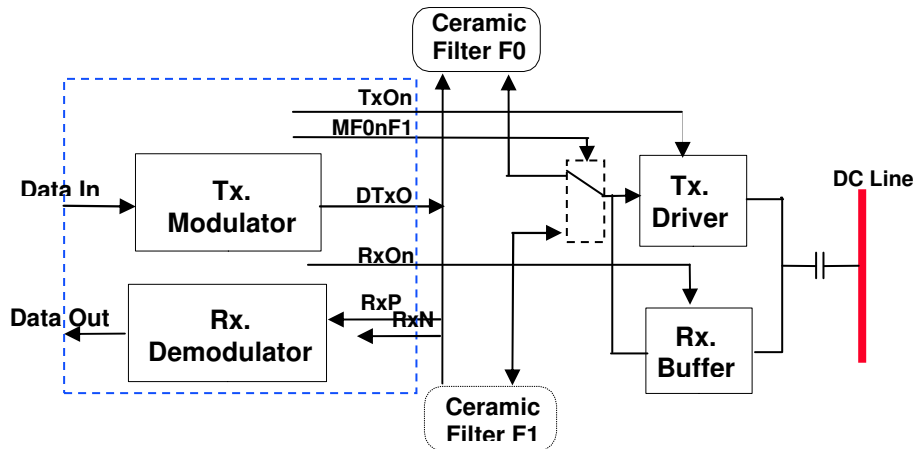 Ceramic
Filter F0
TxOn
MF0nF1
Data In
Tx.
Modulator
DTxO
Tx.
Driver
DC Line
RxOn
RxP
RxN
Data Out
Rx.
Demodulator
Rx.
Buffer
Ceramic
Filter F1